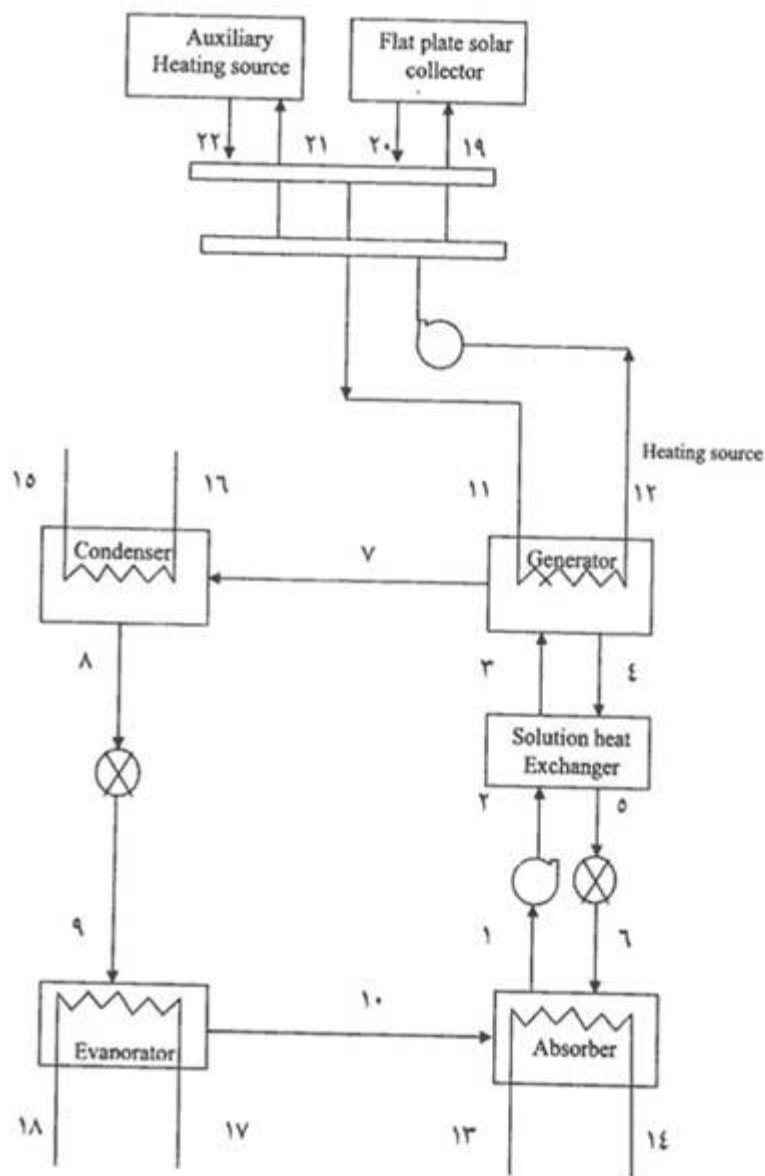 Auxiliary
Heating source
Flat plate solar
collector
٢٢
٢١
٢٠
١٩
Heating source
١٥
١٦
١١
١٢
Condenser
٧
Generator
٨
٣
٤
Solution heat
Exchanger
٢
٥
٩
١
٦
١٠
Evanorator
Absorber
١٨
١٧
١٣
١٤